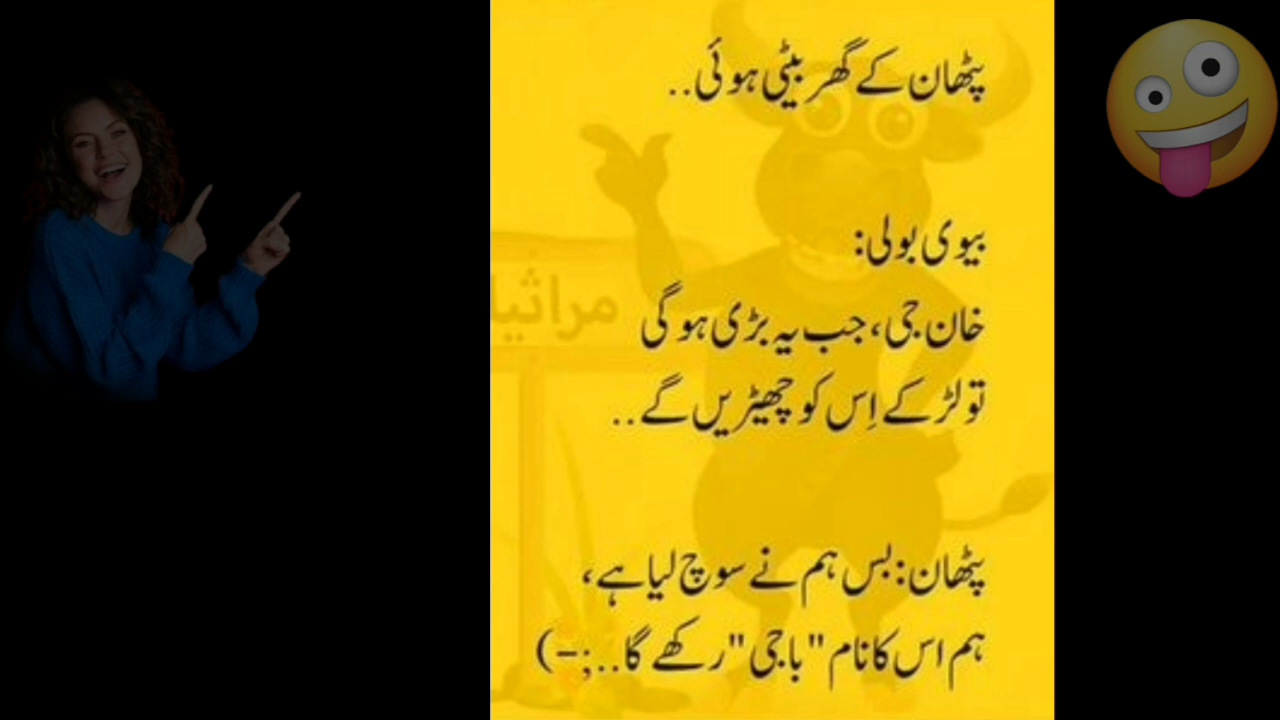 پٹھان کے گھر بیٹی ہوئی..
بیوی بولی:
خان جی، جب یہ بڑی ہو گی
تو لڑکے اِس کو چھیڑیں گے..
پٹھان: بس ہم نے سوچ لیا ہے،
ہم اس کا نام "باجی" رکھے گا..;-)